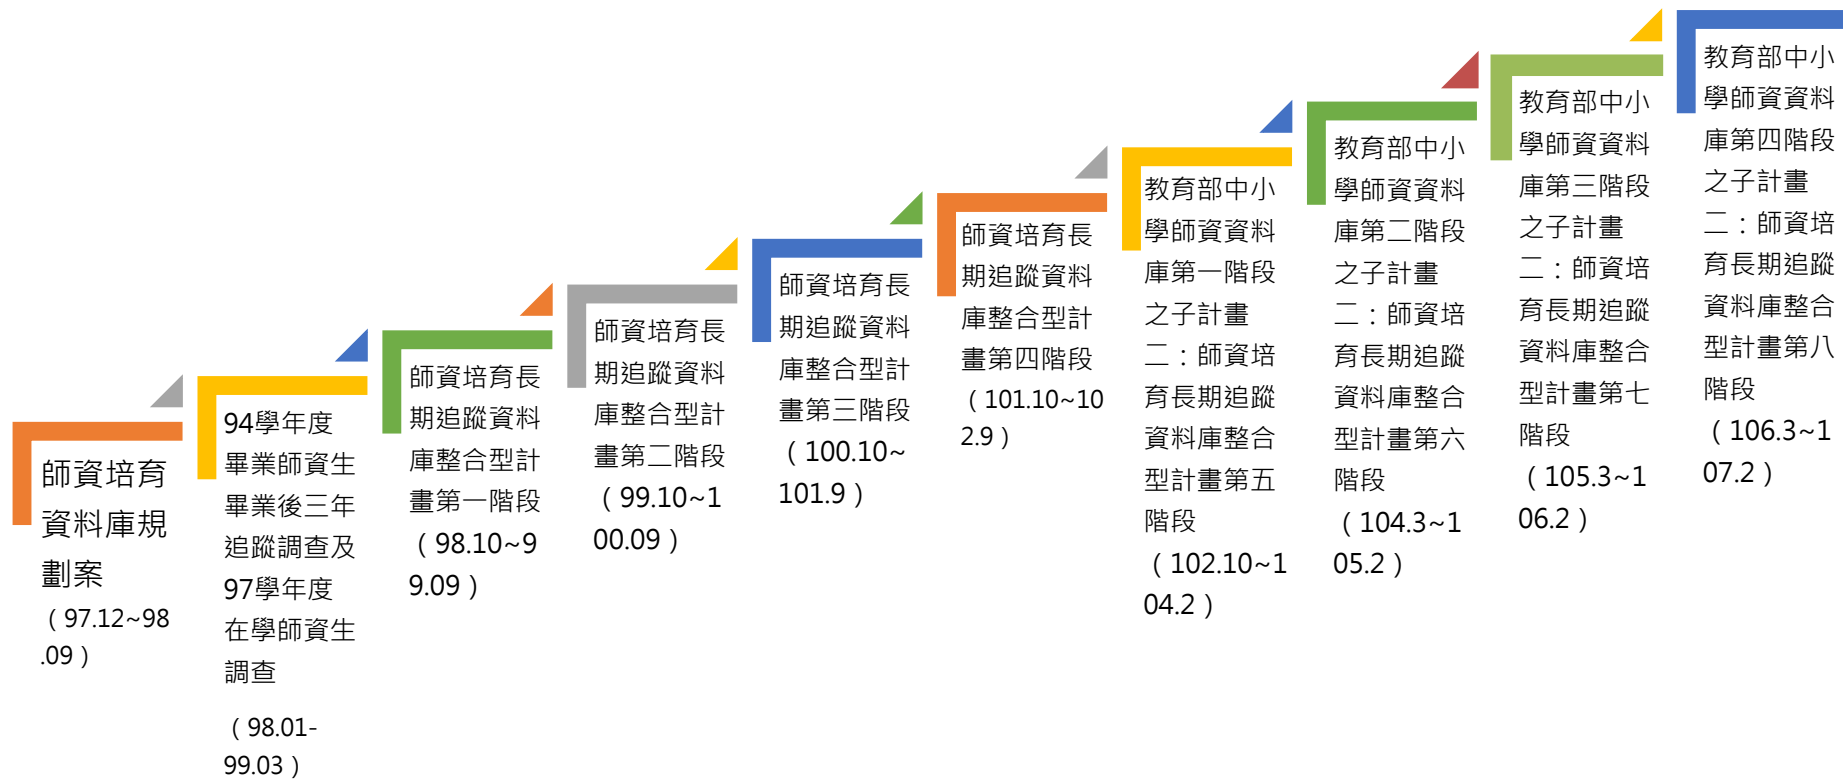 師資培育
資料庫規
劃案
（97.12~98
.09）
94學年度
畢業師資生
畢業後三年
追蹤調查及
97學年度
在學師資生
調查
（98.01-
99.03）
師資培育長
期追蹤資料
庫整合型計
畫第一階段
（98.10~9
9.09）
師資培育長
期追蹤資料
庫整合型計
畫第二階段
（99.10~1
00.09）
師資培育長
期追蹤資料
庫整合型計
畫第三階段
（100.10~
101.9）
師資培育長
期追蹤資料
庫整合型計
畫第四階段
（101.10~10
2.9）
教育部中小
學師資資料
庫第一階段
之子計畫
二：師資培
育長期追蹤
資料庫整合
型計畫第五
階段
（102.10~1
04.2）
教育部中小
學師資資料
庫第二階段
之子計畫
二：師資培
育長期追蹤
資料庫整合
型計畫第六
階段
（104.3~1
05.2）
教育部中小
學師資資料
庫第三階段
之子計畫
二：師資培
育長期追蹤
資料庫整合
型計畫第七
階段
（105.3~1
06.2）
教育部中小
學師資資料
庫第四階段
之子計畫
二：師資培
育長期追蹤
資料庫整合
型計畫第八
階段
（106.3~1
07.2）